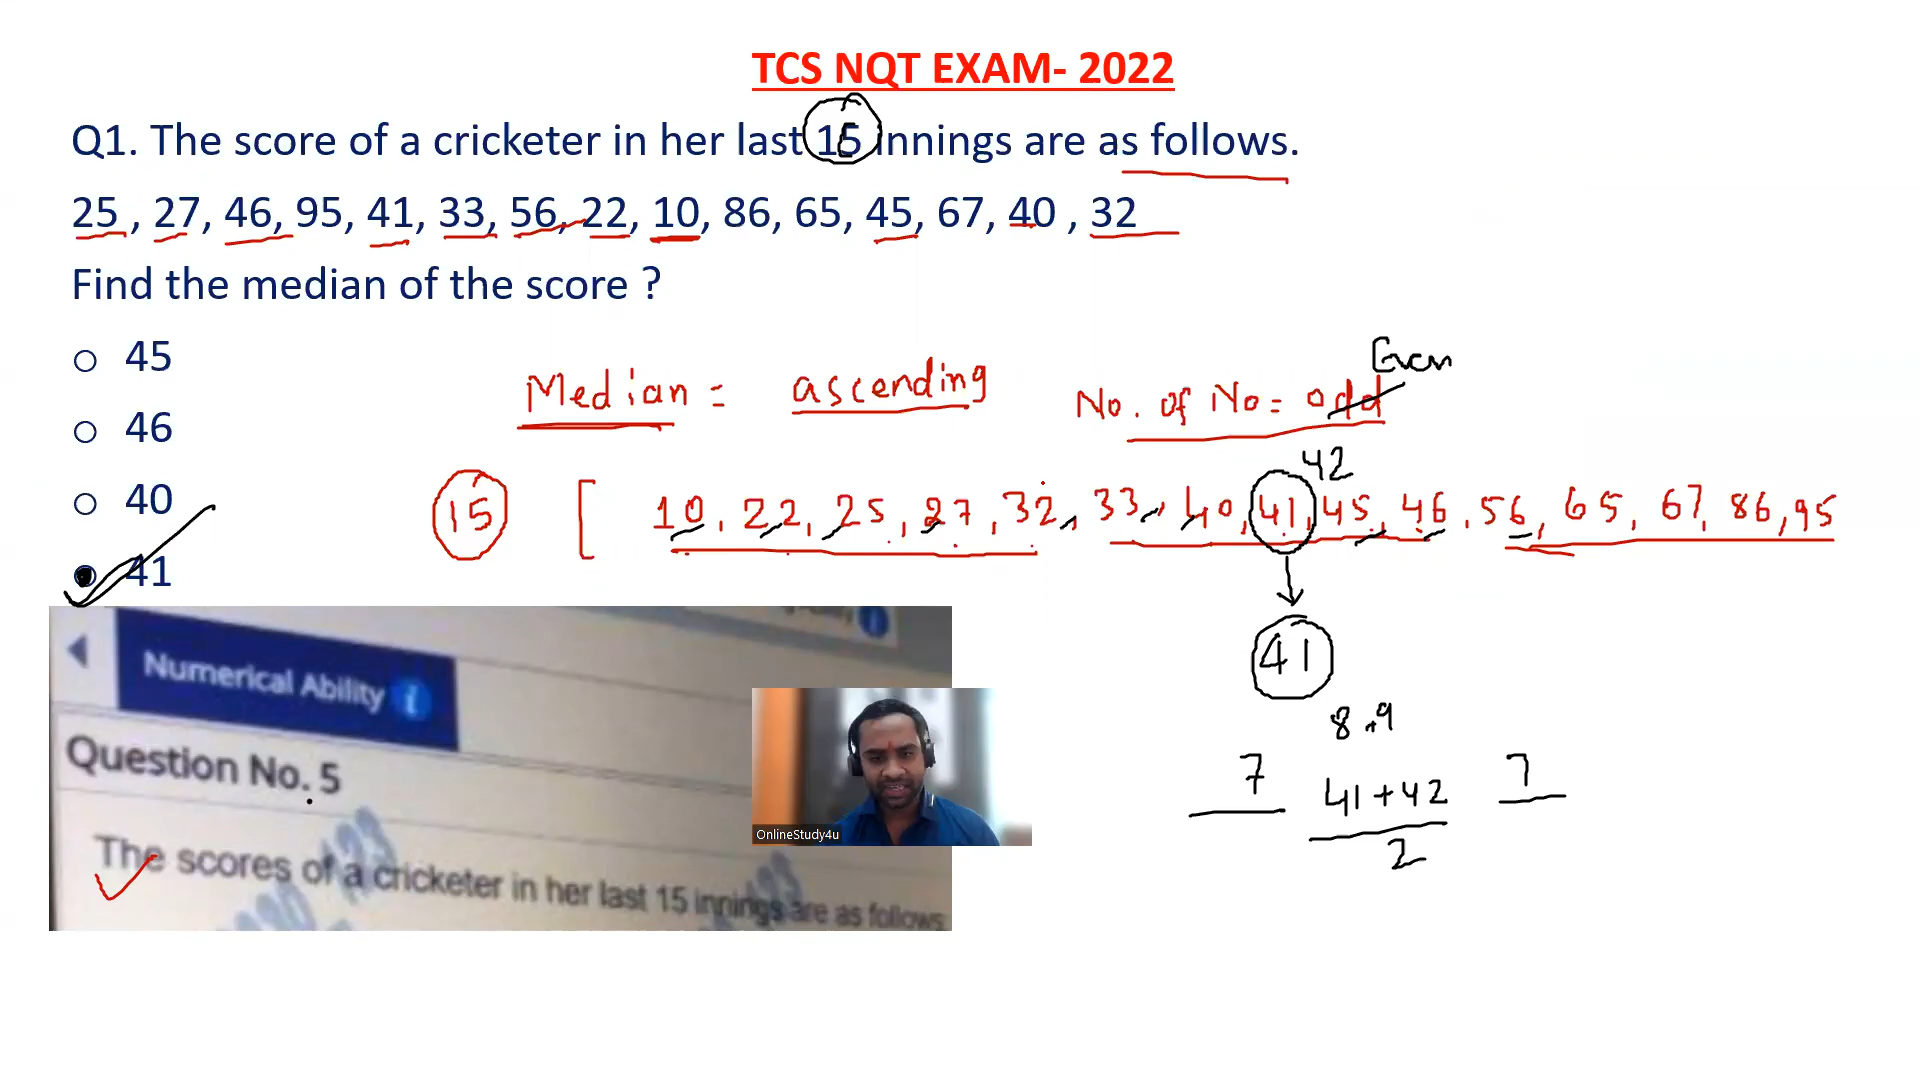 TCS NQT EXAM- 2022
Q1. The score of a cricketer in her last 15 innings are as follows.
25 , 27, 46, 95, 41, 33, 56, 22, 10, 86, 65, 45, 67, 40 , 32
Find the median of the score ?
45
46
40
41
Median = ascending
No. of No = odd
Even
42
15 [ 10, 22, 25, 27, 32, 33, 40, 41, 45, 46, 56, 65, 67, 86, 95
41
8, 9
7 41+42 7
2
Numerical Ability i
Question No. 5
The scores of a cricketer in her last 15 innings are as follows
OnlineStudy4u